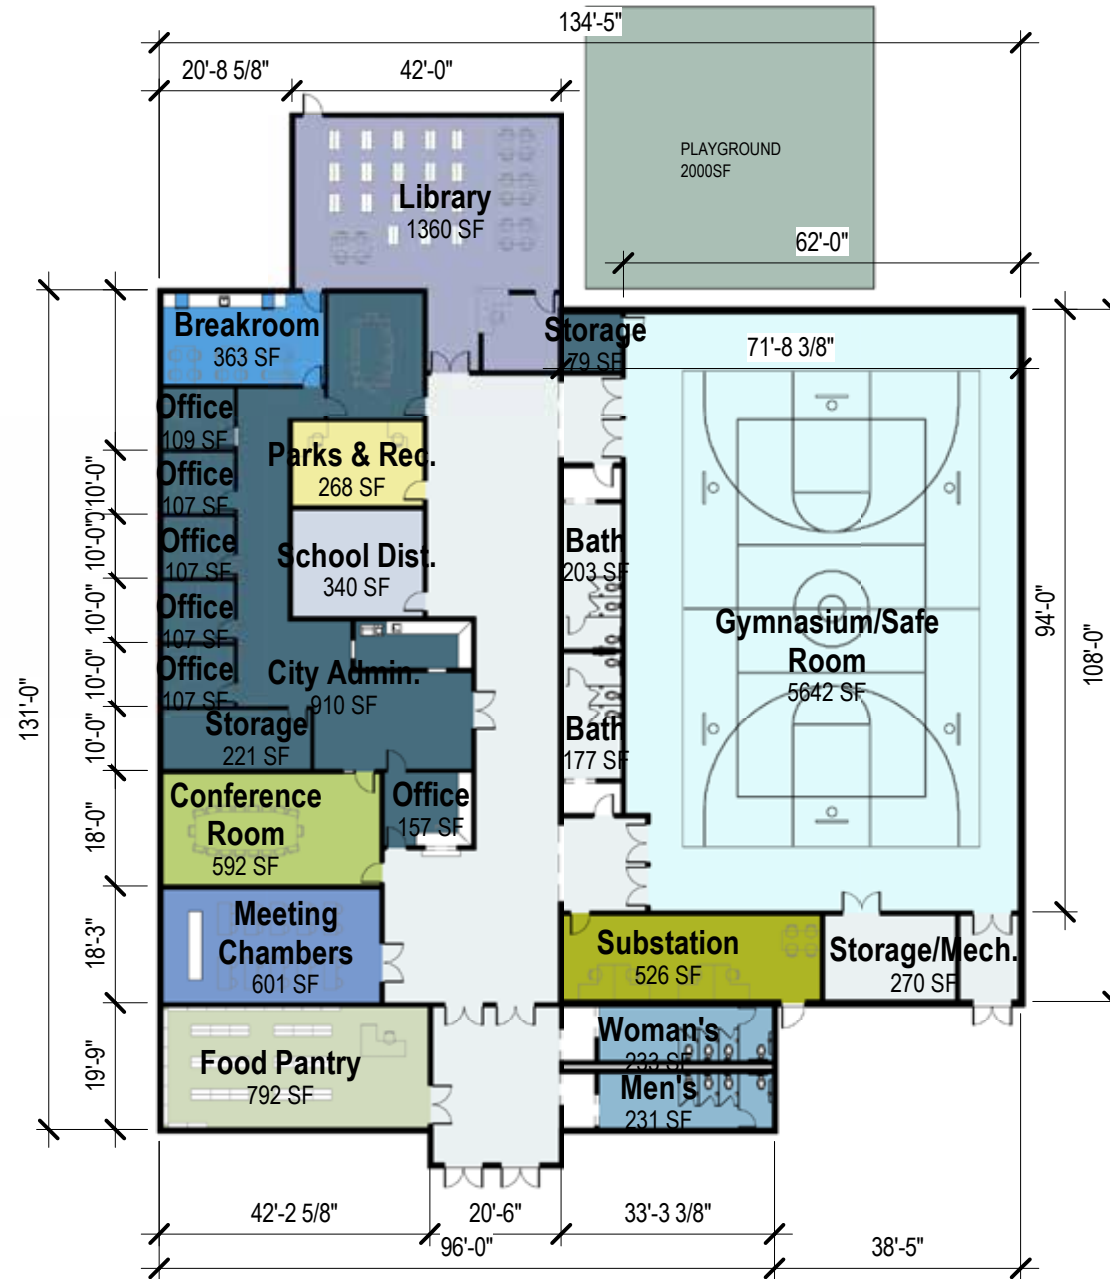 134'-5"
20'-8 5/8"
42'-0"
PLAYGROUND
2000SF
Library
1360 SF
62'-0"
Breakroom
363 SF
Storage
79 SF
71'-8 3/8"
Office
109 SF
Parks & Rec.
268 SF
Office
107 SF
10'-0"
Office
107 SF
10'-0"
School Dist.
340 SF
Bath
203 SF
Office
107 SF
10'-0"
Gymnasium/Safe
Room
5642 SF
94'-0"
108'-0"
Office
107 SF
10'-0"
City Admin.
910 SF
131'-0"
Storage
221 SF
10'-0"
Bath
177 SF
Conference
Room
592 SF
18'-0"
Office
157 SF
Meeting
Chambers
601 SF
18'-3"
Substation
526 SF
Storage/Mech.
270 SF
Food Pantry
792 SF
19'-9"
Woman's
233 SF
Men's
231 SF
42'-2 5/8"
20'-6"
33'-3 3/8"
96'-0"
38'-5"